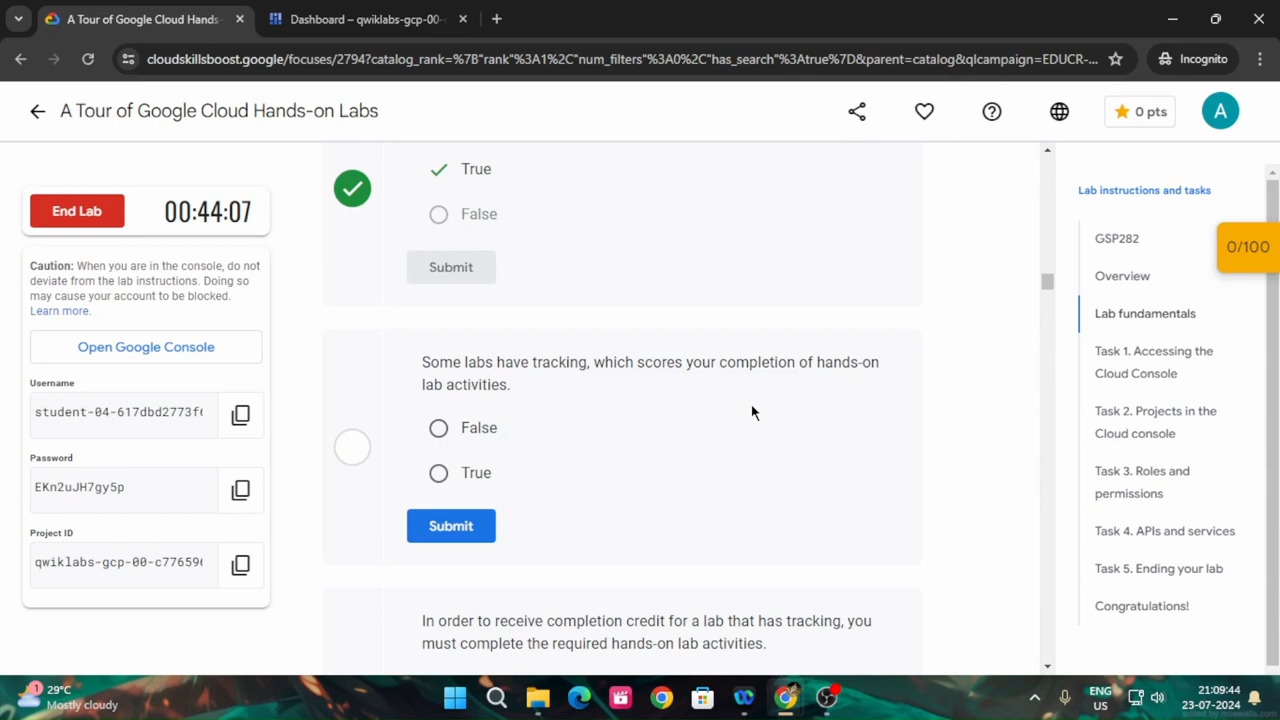 A Tour of Google Cloud Hands-
Dashboard – qwiklabs-gcp-00-
cloudskillsboost.google/focuses/2794?catalog_rank=%7B"rank"%3A1%2C"num_filters"%3A0%2C"has_search"%3Atrue%7D&parent=catalog&qlcampaign=EDUCR-...
Incognito
A Tour of Google Cloud Hands-on Labs
0 pts
A
End Lab
00:44:07
Caution: When you are in the console, do not
deviate from the lab instructions. Doing so
may cause your account to be blocked.
Learn more.
Open Google Console
Username
student-04-617dbd2773f6
Password
EKn2uJH7gy5p
Project ID
qwiklabs-gcp-00-c776596
True
False
Submit
Some labs have tracking, which scores your completion of hands-on
lab activities.
False
True
Submit
In order to receive completion credit for a lab that has tracking, you
must complete the required hands-on lab activities.
Lab instructions and tasks
GSP282
Overview
Lab fundamentals
Task 1. Accessing the
Cloud Console
Task 2. Projects in the
Cloud console
Task 3. Roles and
permissions
Task 4. APIs and services
Task 5. Ending your lab
Congratulations!
0/100
1
29°C
Mostly cloudy
ENG
US
21:09:44
23-07-2024